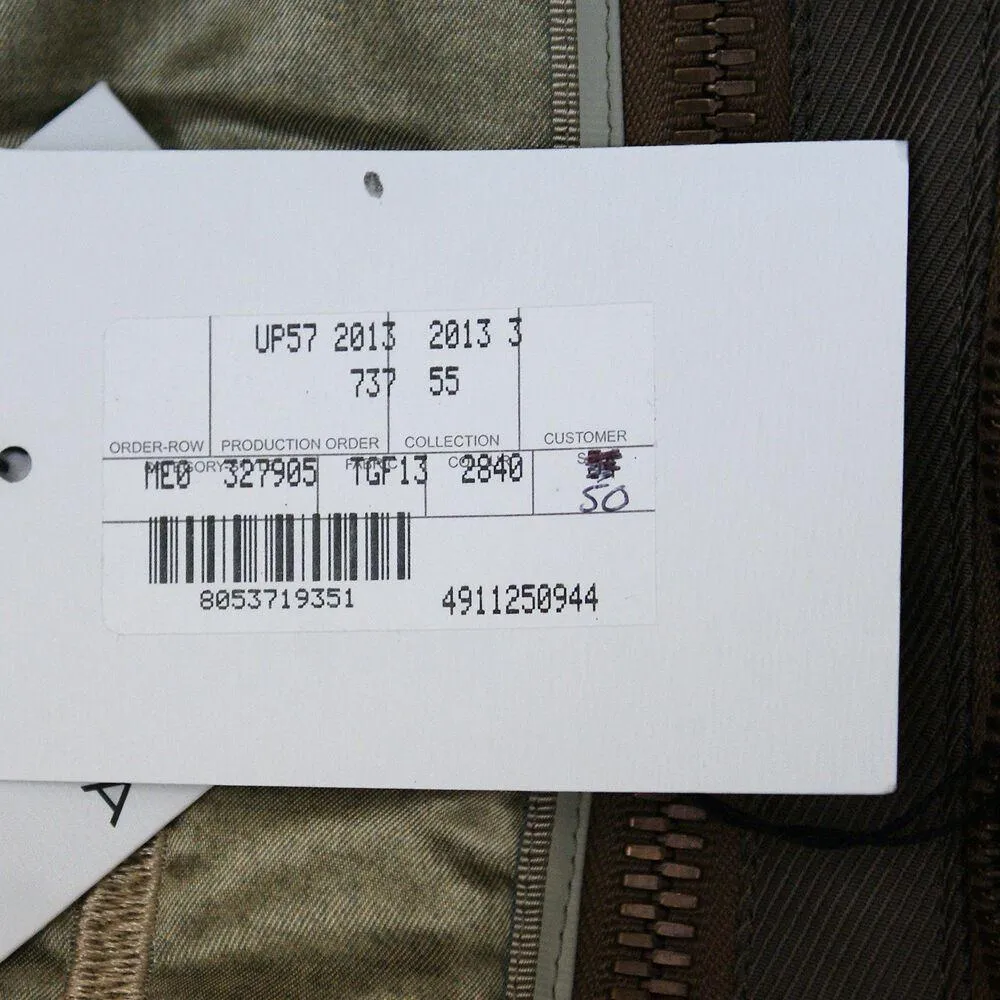 UP57 2013 2013 3
737 55
ORDER-ROW PRODUCTION ORDER COLLECTION CUSTOMER
ME0 327905 TGF13 2840
50
8053719351 4911250944
A